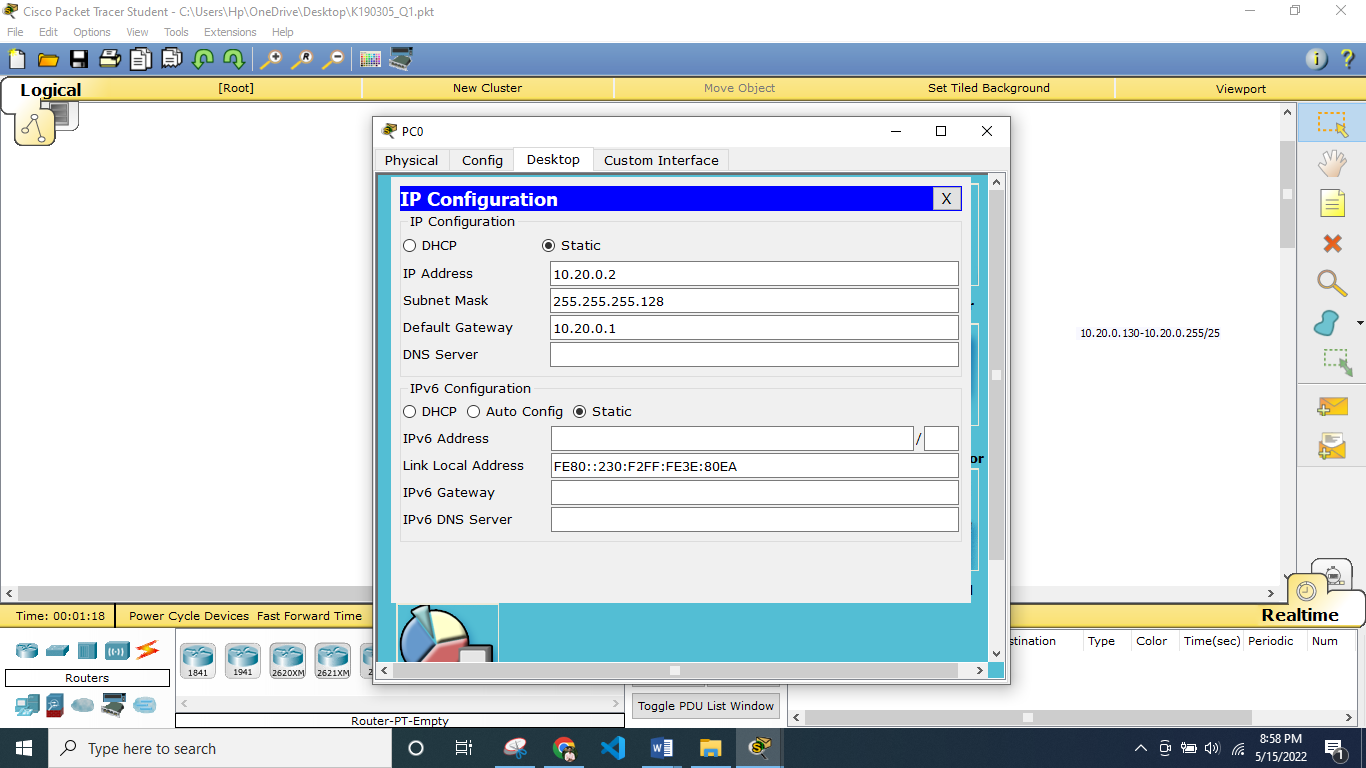 Cisco Packet Tracer Student - C:\Users\Hp\OneDrive\Desktop\K190305_Q1.pkt
File Edit Options View Tools Extensions Help
Logical [Root] New Cluster Move Object Set Tiled Background Viewport
PC0
Physical Config Desktop Custom Interface
IP Configuration X
IP Configuration
DHCP Static
IP Address 10.20.0.2
Subnet Mask 255.255.255.128
Default Gateway 10.20.0.1
DNS Server
10.20.0.130-10.20.0.255/25
IPv6 Configuration
DHCP Auto Config Static
IPv6 Address /
Link Local Address FE80::230:F2FF:FE3E:80EA
IPv6 Gateway
IPv6 DNS Server
Time: 00:01:18 Power Cycle Devices Fast Forward Time Realtime
stination Type Color Time(sec) Periodic Num
1841 1941 2620XM 2621XM
Routers
Router-PT-Empty
Toggle PDU List Window
Type here to search
8:58 PM
5/15/2022
1